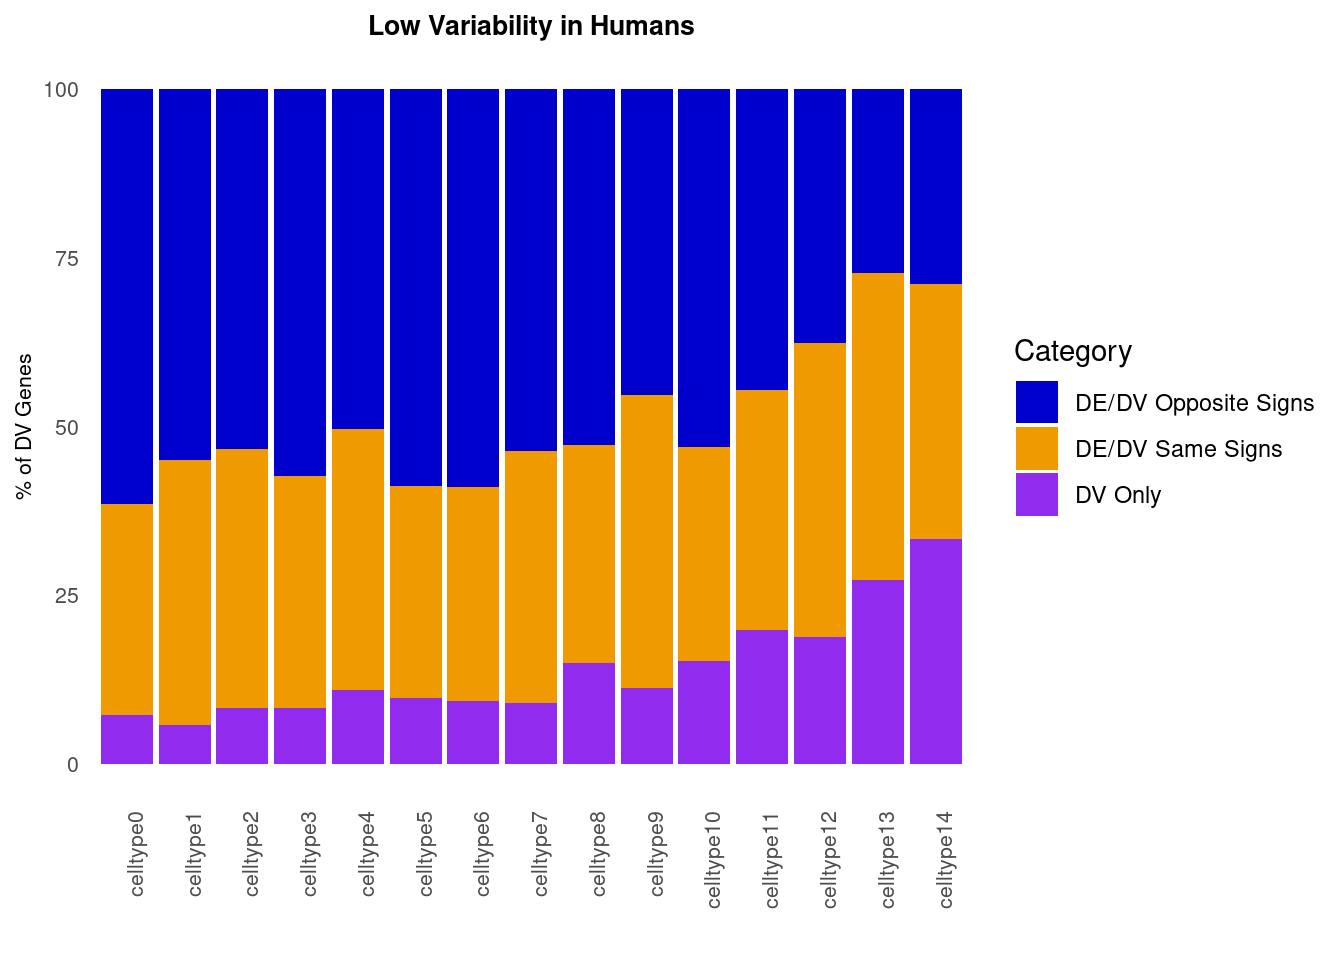 Low Variability in Humans
% of DV Genes
100
75
50
25
0
celltype0
celltype1
celltype2
celltype3
celltype4
celltype5
celltype6
celltype7
celltype8
celltype9
celltype10
celltype11
celltype12
celltype13
celltype14
Category
DE/DV Opposite Signs
DE/DV Same Signs
DV Only